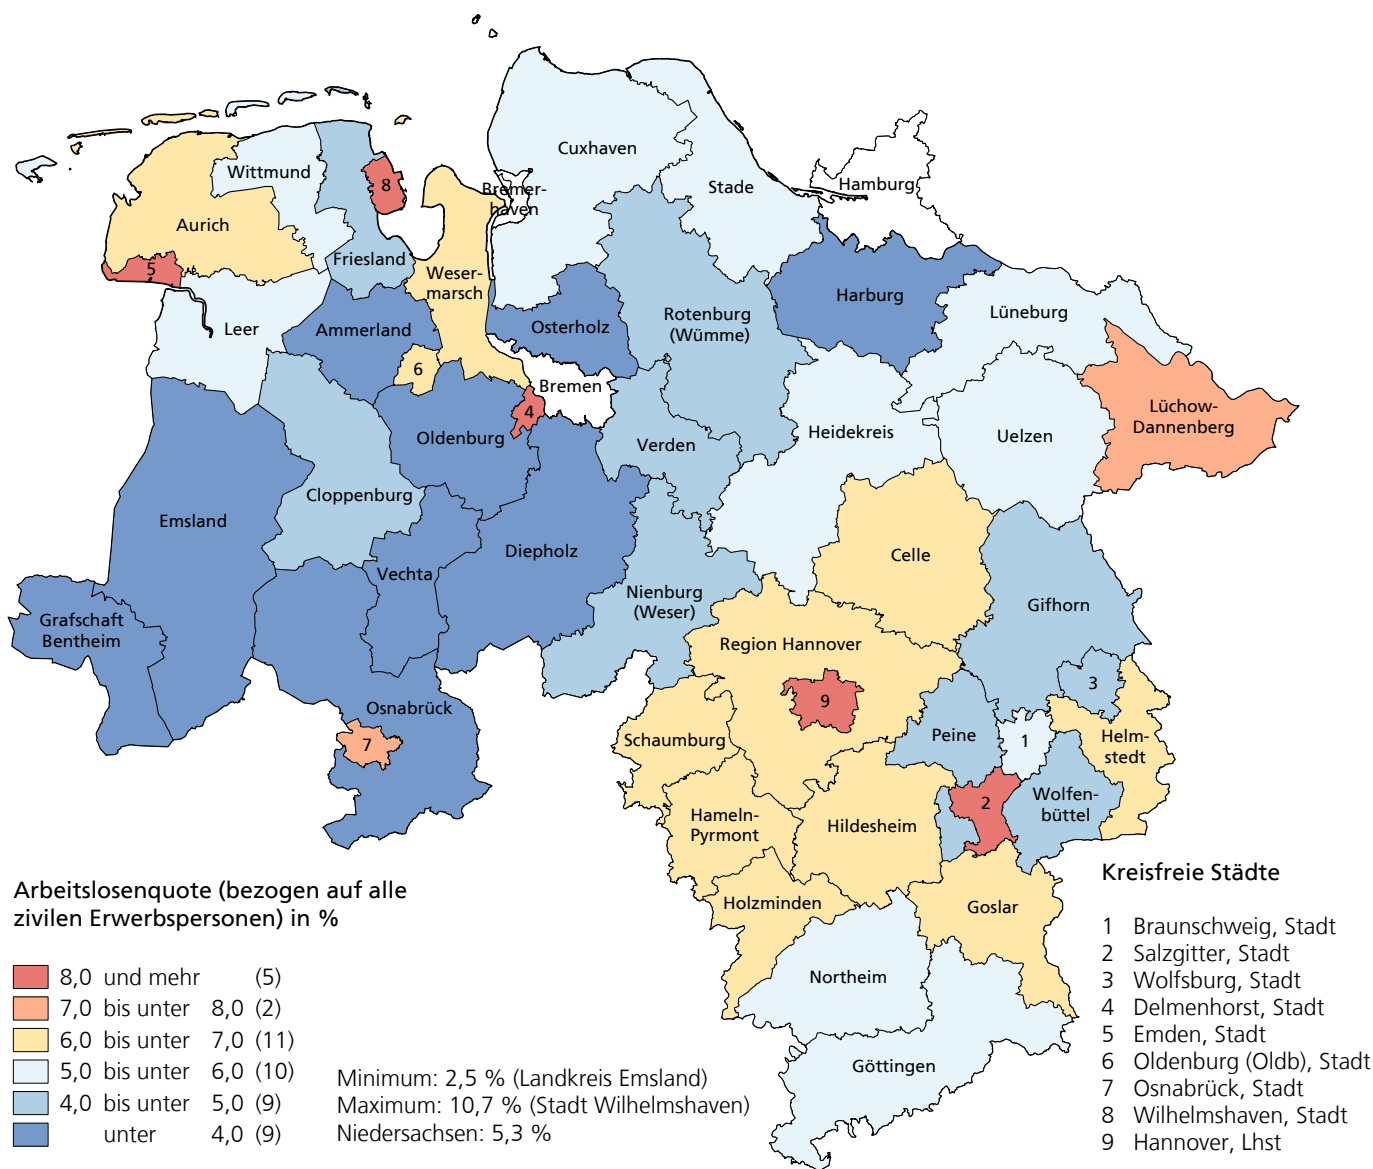 Cuxhaven
Wittmund
Stade
Hamburg
8
Bremer-
haven
Aurich
Friesland
5
Weser-
marsch
Harburg
Leer
Ammerland
Osterholz
Rotenburg
(Wümme)
Lüneburg
6
Bremen
4
Oldenburg
Verden
Heidekreis
Uelzen
Lüchow-
Dannenberg
Cloppenburg
Emsland
Diepholz
Celle
Vechta
Nienburg
(Weser)
Gifhorn
Grafschaft
Bentheim
Region Hannover
3
9
Osnabrück
7
Schaumburg
Peine
1
Helm-
stedt
2
Wolfen-
büttel
Hameln-
Pyrmont
Hildesheim
Holzminden
Goslar
Northeim
Göttingen
Arbeitslosenquote (bezogen auf alle
zivilen Erwerbspersonen) in %
8,0 und mehr (5)
7,0 bis unter 8,0 (2)
6,0 bis unter 7,0 (11)
5,0 bis unter 6,0 (10)
4,0 bis unter 5,0 (9)
unter 4,0 (9)
Minimum: 2,5 % (Landkreis Emsland)
Maximum: 10,7 % (Stadt Wilhelmshaven)
Niedersachsen: 5,3 %
Kreisfreie Städte
1 Braunschweig, Stadt
2 Salzgitter, Stadt
3 Wolfsburg, Stadt
4 Delmenhorst, Stadt
5 Emden, Stadt
6 Oldenburg (Oldb), Stadt
7 Osnabrück, Stadt
8 Wilhelmshaven, Stadt
9 Hannover, Lhst